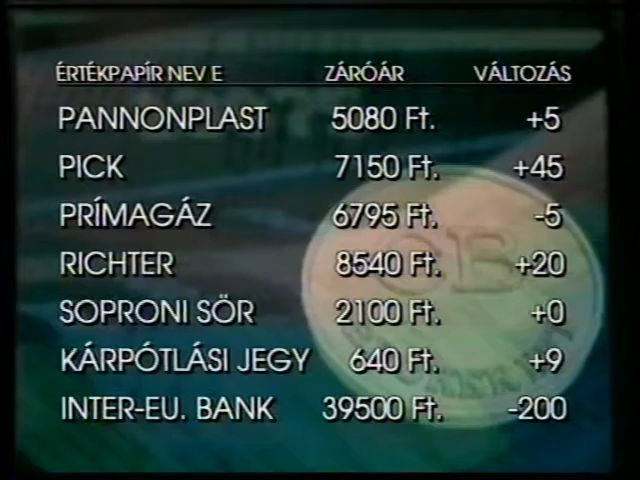 ÉRTÉKPAPÍR NEV E ZÁRÓÁR VÁLTOZÁS
PANNONPLAST 5080 Ft. +5
PICK 7150 Ft. +45
PRÍMAGÁZ 6795 Ft. -5
RICHTER 8540 Ft. +20
SOPRONI SÖR 2100 Ft. +0
KÁRPÓTLÁSI JEGY 640 Ft. +9
INTER-EU. BANK 39500 Ft. -200